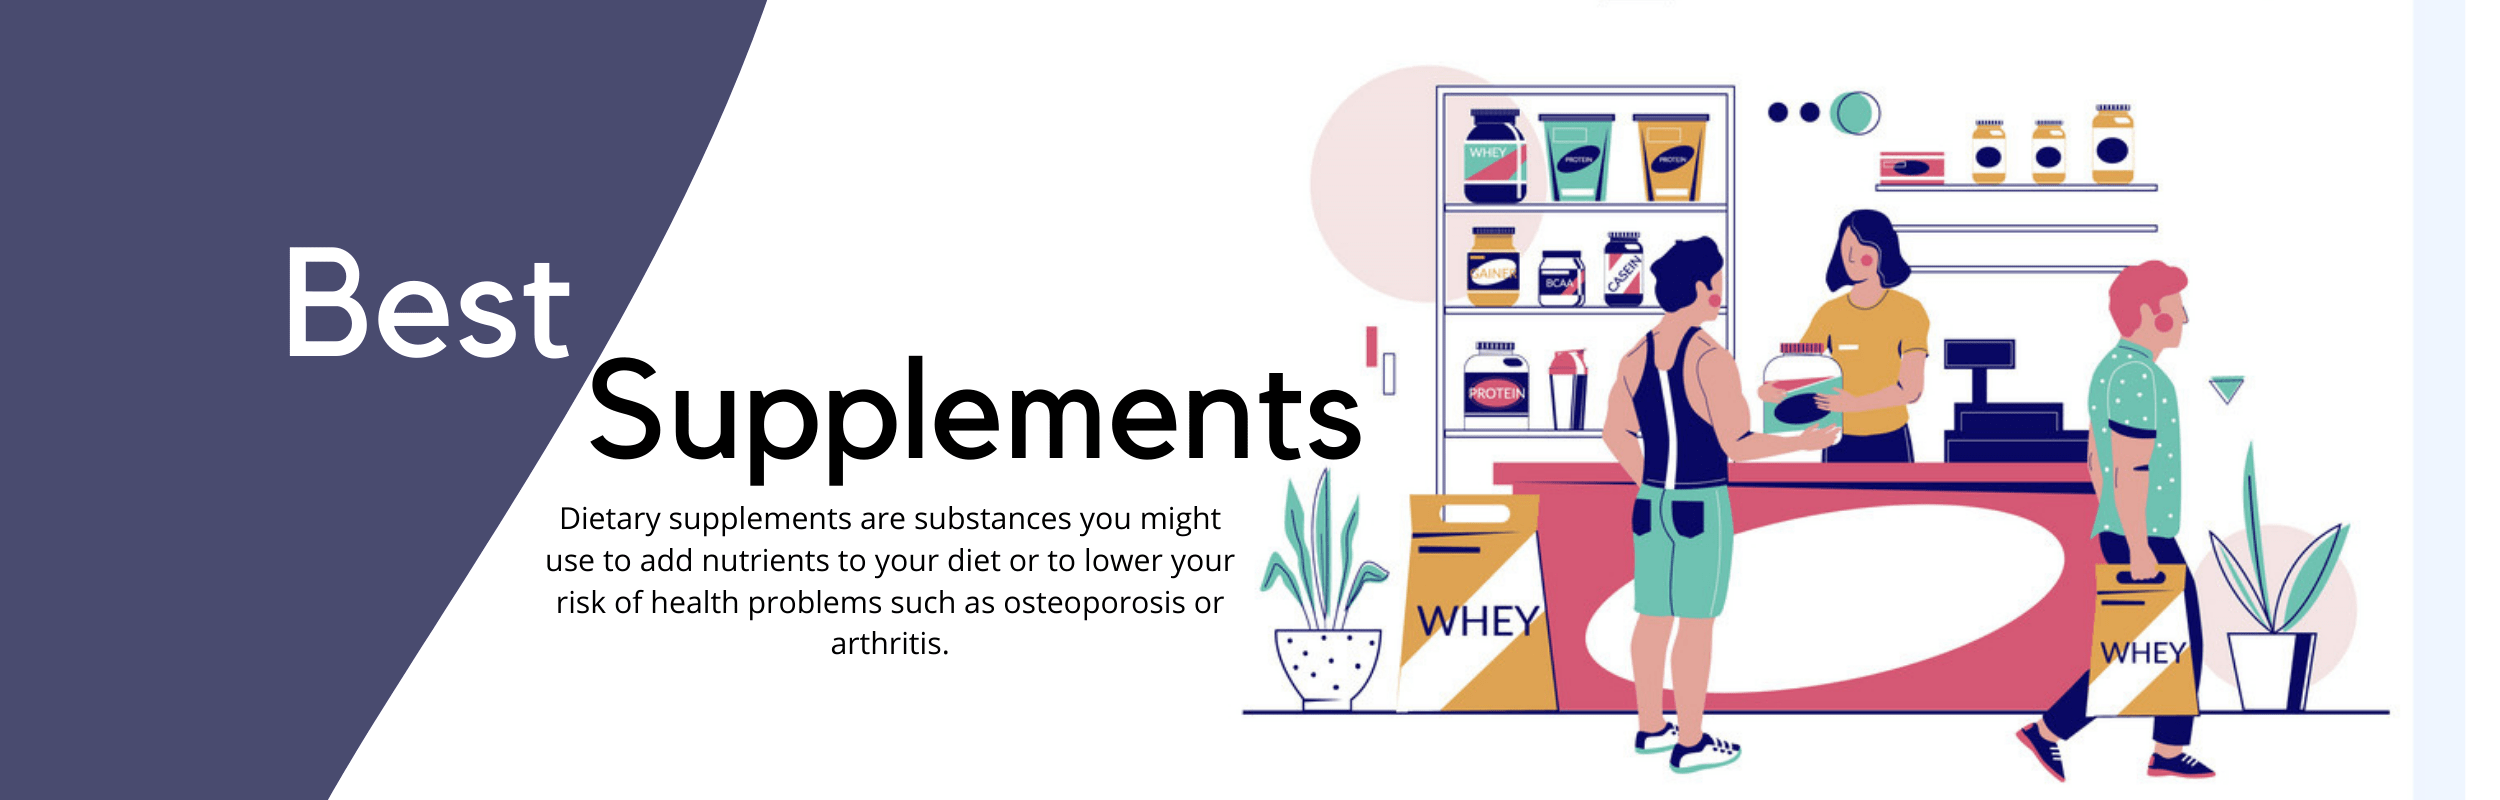 Best
Supplements
Dietary supplements are substances you might
use to add nutrients to your diet or to lower your
risk of health problems such as osteoporosis or
arthritis.
WHEY
PROTEIN
PROTEIN
GAINER
BCAA
CASEIN
PROTEIN
WHEY
WHEY